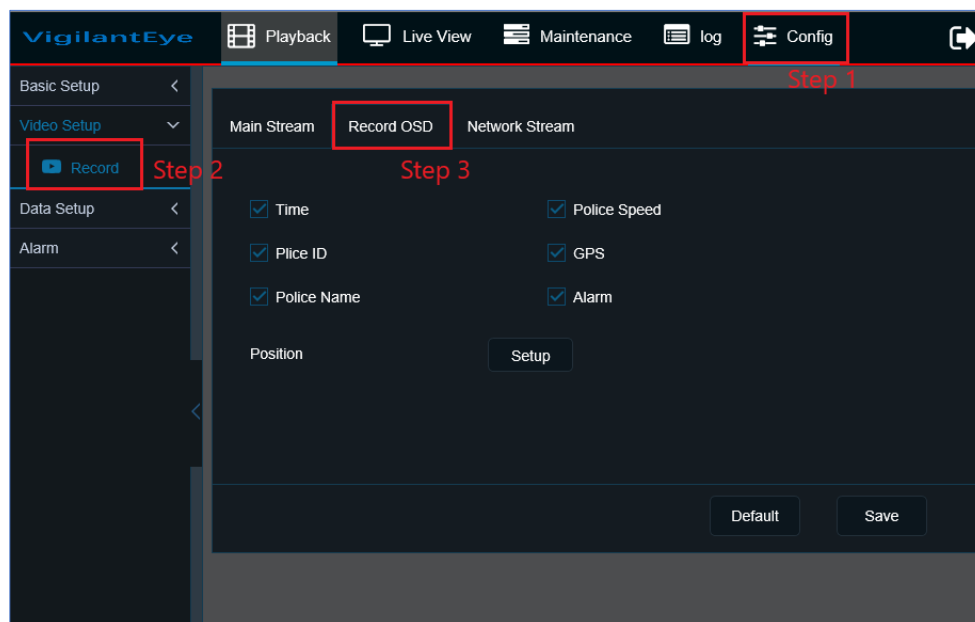 VigilantEye Playback Live View Maintenance log Config
Step 1
Basic Setup
Video Setup
Record Step 2
Data Setup
Alarm
Main Stream Record OSD Network Stream
Step 3
Time Police Speed
Plice ID GPS
Police Name Alarm
Position Setup
Default Save